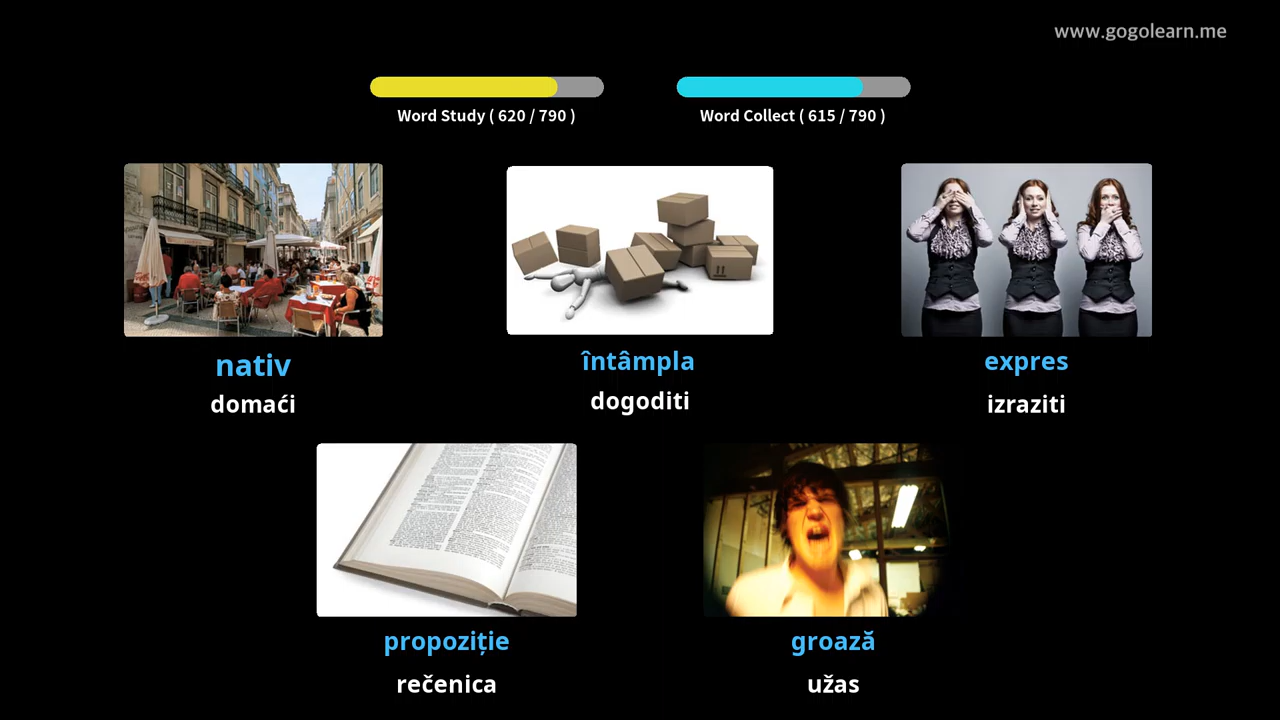 www.gogolearn.me
Word Study ( 620 / 790 )
Word Collect ( 615 / 790 )
nativ
domaći
întâmpla
dogoditi
expres
izraziti
propoziție
rečenica
groază
užas